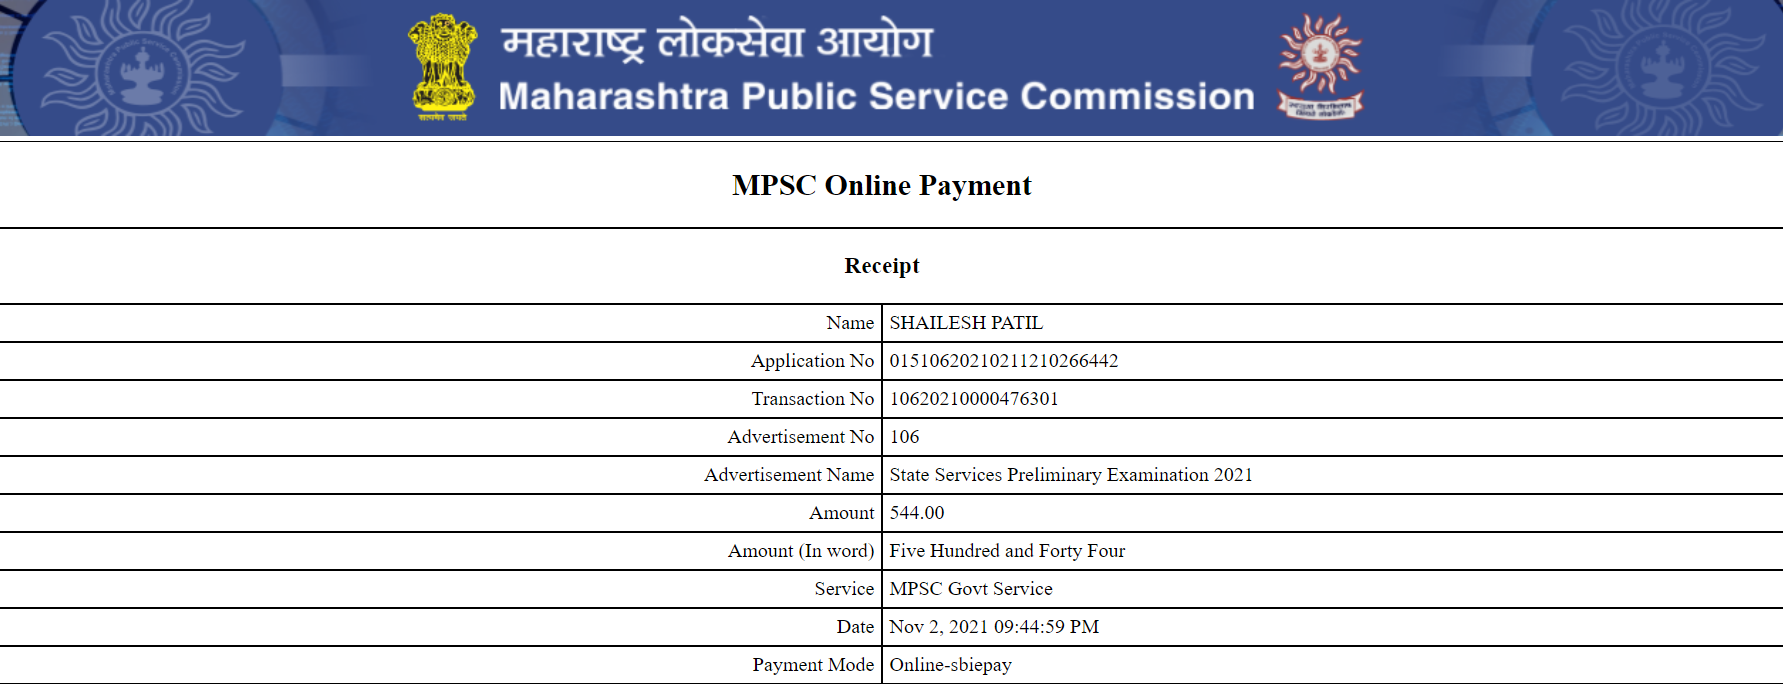 महाराष्ट्र लोकसेवा आयोग
Maharashtra Public Service Commission
सत्यमेव जयते
MPSC Online Payment
Receipt
Name SHAILESH PATIL
Application No 01510620210211210266442
Transaction No 10620210000476301
Advertisement No 106
Advertisement Name State Services Preliminary Examination 2021
Amount 544.00
Amount (In word) Five Hundred and Forty Four
Service MPSC Govt Service
Date Nov 2, 2021 09:44:59 PM
Payment Mode Online-sbiepay